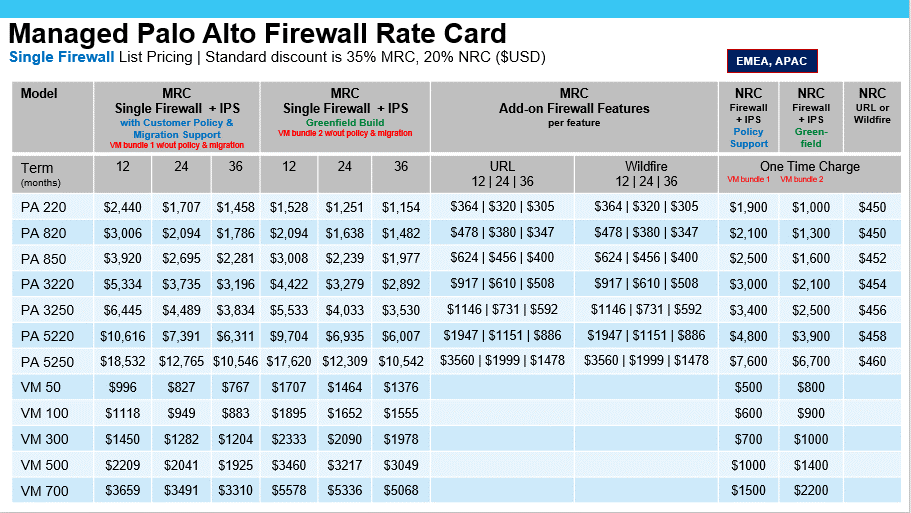 Managed Palo Alto Firewall Rate Card
Single Firewall List Pricing | Standard discount is 35% MRC, 20% NRC ($USD)
EMEA, APAC
Model
MRC
Single Firewall + IPS
with Customer Policy &
Migration Support
VM bundle 1 w/out policy & migration
MRC
Single Firewall + IPS
Greenfield Build
VM bundle 2 w/out policy & migration
MRC
Add-on Firewall Features
per feature
NRC
Firewall
+ IPS
Policy
Support
NRC
Firewall
+ IPS
Green-
field
NRC
URL or
Wildfire
Term
(months)
12 24 36 12 24 36
URL
12 | 24 | 36
Wildfire
12 | 24 | 36
One Time Charge
VM bundle 1 VM bundle 2
PA 220 $2,440 $1,707 $1,458 $1,528 $1,251 $1,154 $364 | $320 | $305 $364 | $320 | $305 $1,900 $1,000 $450
PA 820 $3,006 $2,094 $1,786 $2,094 $1,638 $1,482 $478 | $380 | $347 $478 | $380 | $347 $2,100 $1,300 $450
PA 850 $3,920 $2,695 $2,281 $3,008 $2,239 $1,977 $624 | $456 | $400 $624 | $456 | $400 $2,500 $1,600 $452
PA 3220 $5,334 $3,735 $3,196 $4,422 $3,279 $2,892 $917 | $610 | $508 $917 | $610 | $508 $3,000 $2,100 $454
PA 3250 $6,445 $4,489 $3,834 $5,533 $4,033 $3,530 $1146 | $731 | $592 $1146 | $731 | $592 $3,400 $2,500 $456
PA 5220 $10,616 $7,391 $6,311 $9,704 $6,935 $6,007 $1947 | $1151 | $886 $1947 | $1151 | $886 $4,800 $3,900 $458
PA 5250 $18,532 $12,765 $10,546 $17,620 $12,309 $10,542 $3560 | $1999 | $1478 $3560 | $1999 | $1478 $7,600 $6,700 $460
VM 50 $996 $827 $767 $1707 $1464 $1376 $500 $800
VM 100 $1118 $949 $883 $1895 $1652 $1555 $600 $900
VM 300 $1450 $1282 $1204 $2333 $2090 $1978 $700 $1000
VM 500 $2209 $2041 $1925 $3460 $3217 $3049 $1000 $1400
VM 700 $3659 $3491 $3310 $5578 $5336 $5068 $1500 $2200